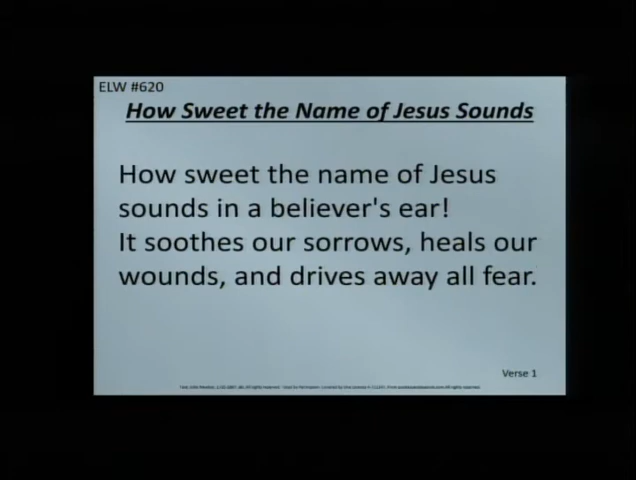 ELW #620
How Sweet the Name of Jesus Sounds
How sweet the name of Jesus
sounds in a believer's ear!
It soothes our sorrows, heals our
wounds, and drives away all fear.
Verse 1